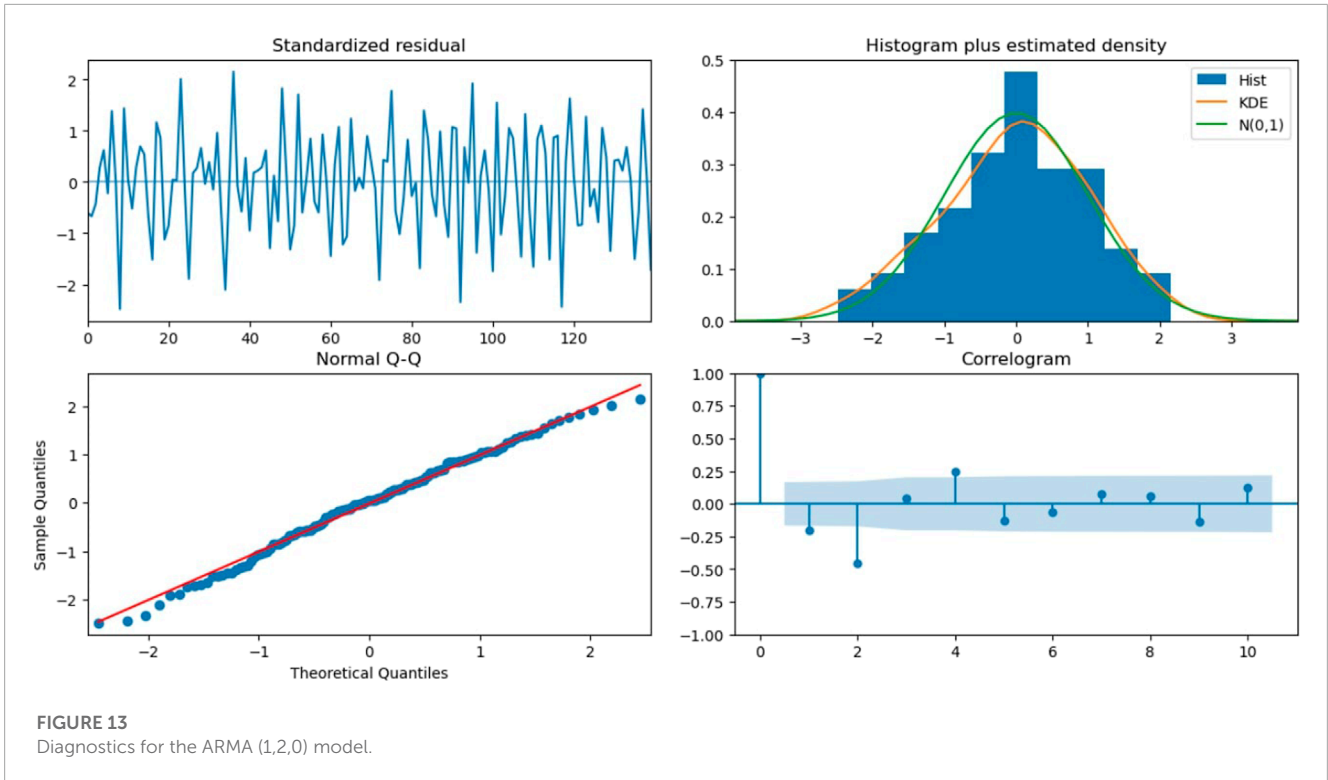 Standardized residual
2
1
0
−1
−2
0 20 40 60 80 100 120
Histogram plus estimated density
0.5
0.4
0.3
0.2
0.1
0.0
−3 −2 −1 0 1 2 3
Hist
KDE
N(0,1)
Normal Q-Q
Sample Quantiles
2
1
0
−1
−2
−2 −1 0 1 2
Theoretical Quantiles
Correlogram
1.00
0.75
0.50
0.25
0.00
−0.25
−0.50
−0.75
−1.00
0 2 4 6 8 10
FIGURE 13
Diagnostics for the ARMA (1,2,0) model.